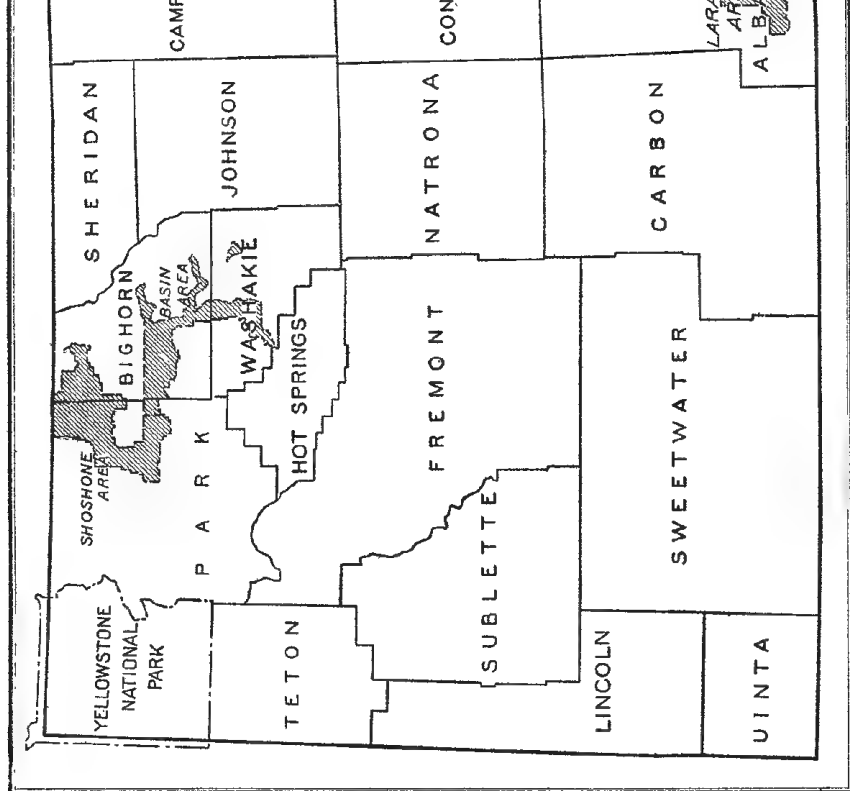 CAMP
CON
LARA
AR
ALB
SHERIDAN
JOHNSON
NATRONA
CARBON
BIGHORN
BASIN
AREA
WASHAKIE
HOT SPRINGS
FREMONT
SWEETWATER
SHOSHONE
AREA
PARK
SUBLETTE
YELLOWSTONE
NATIONAL
PARK
TETON
LINCOLN
UINTA